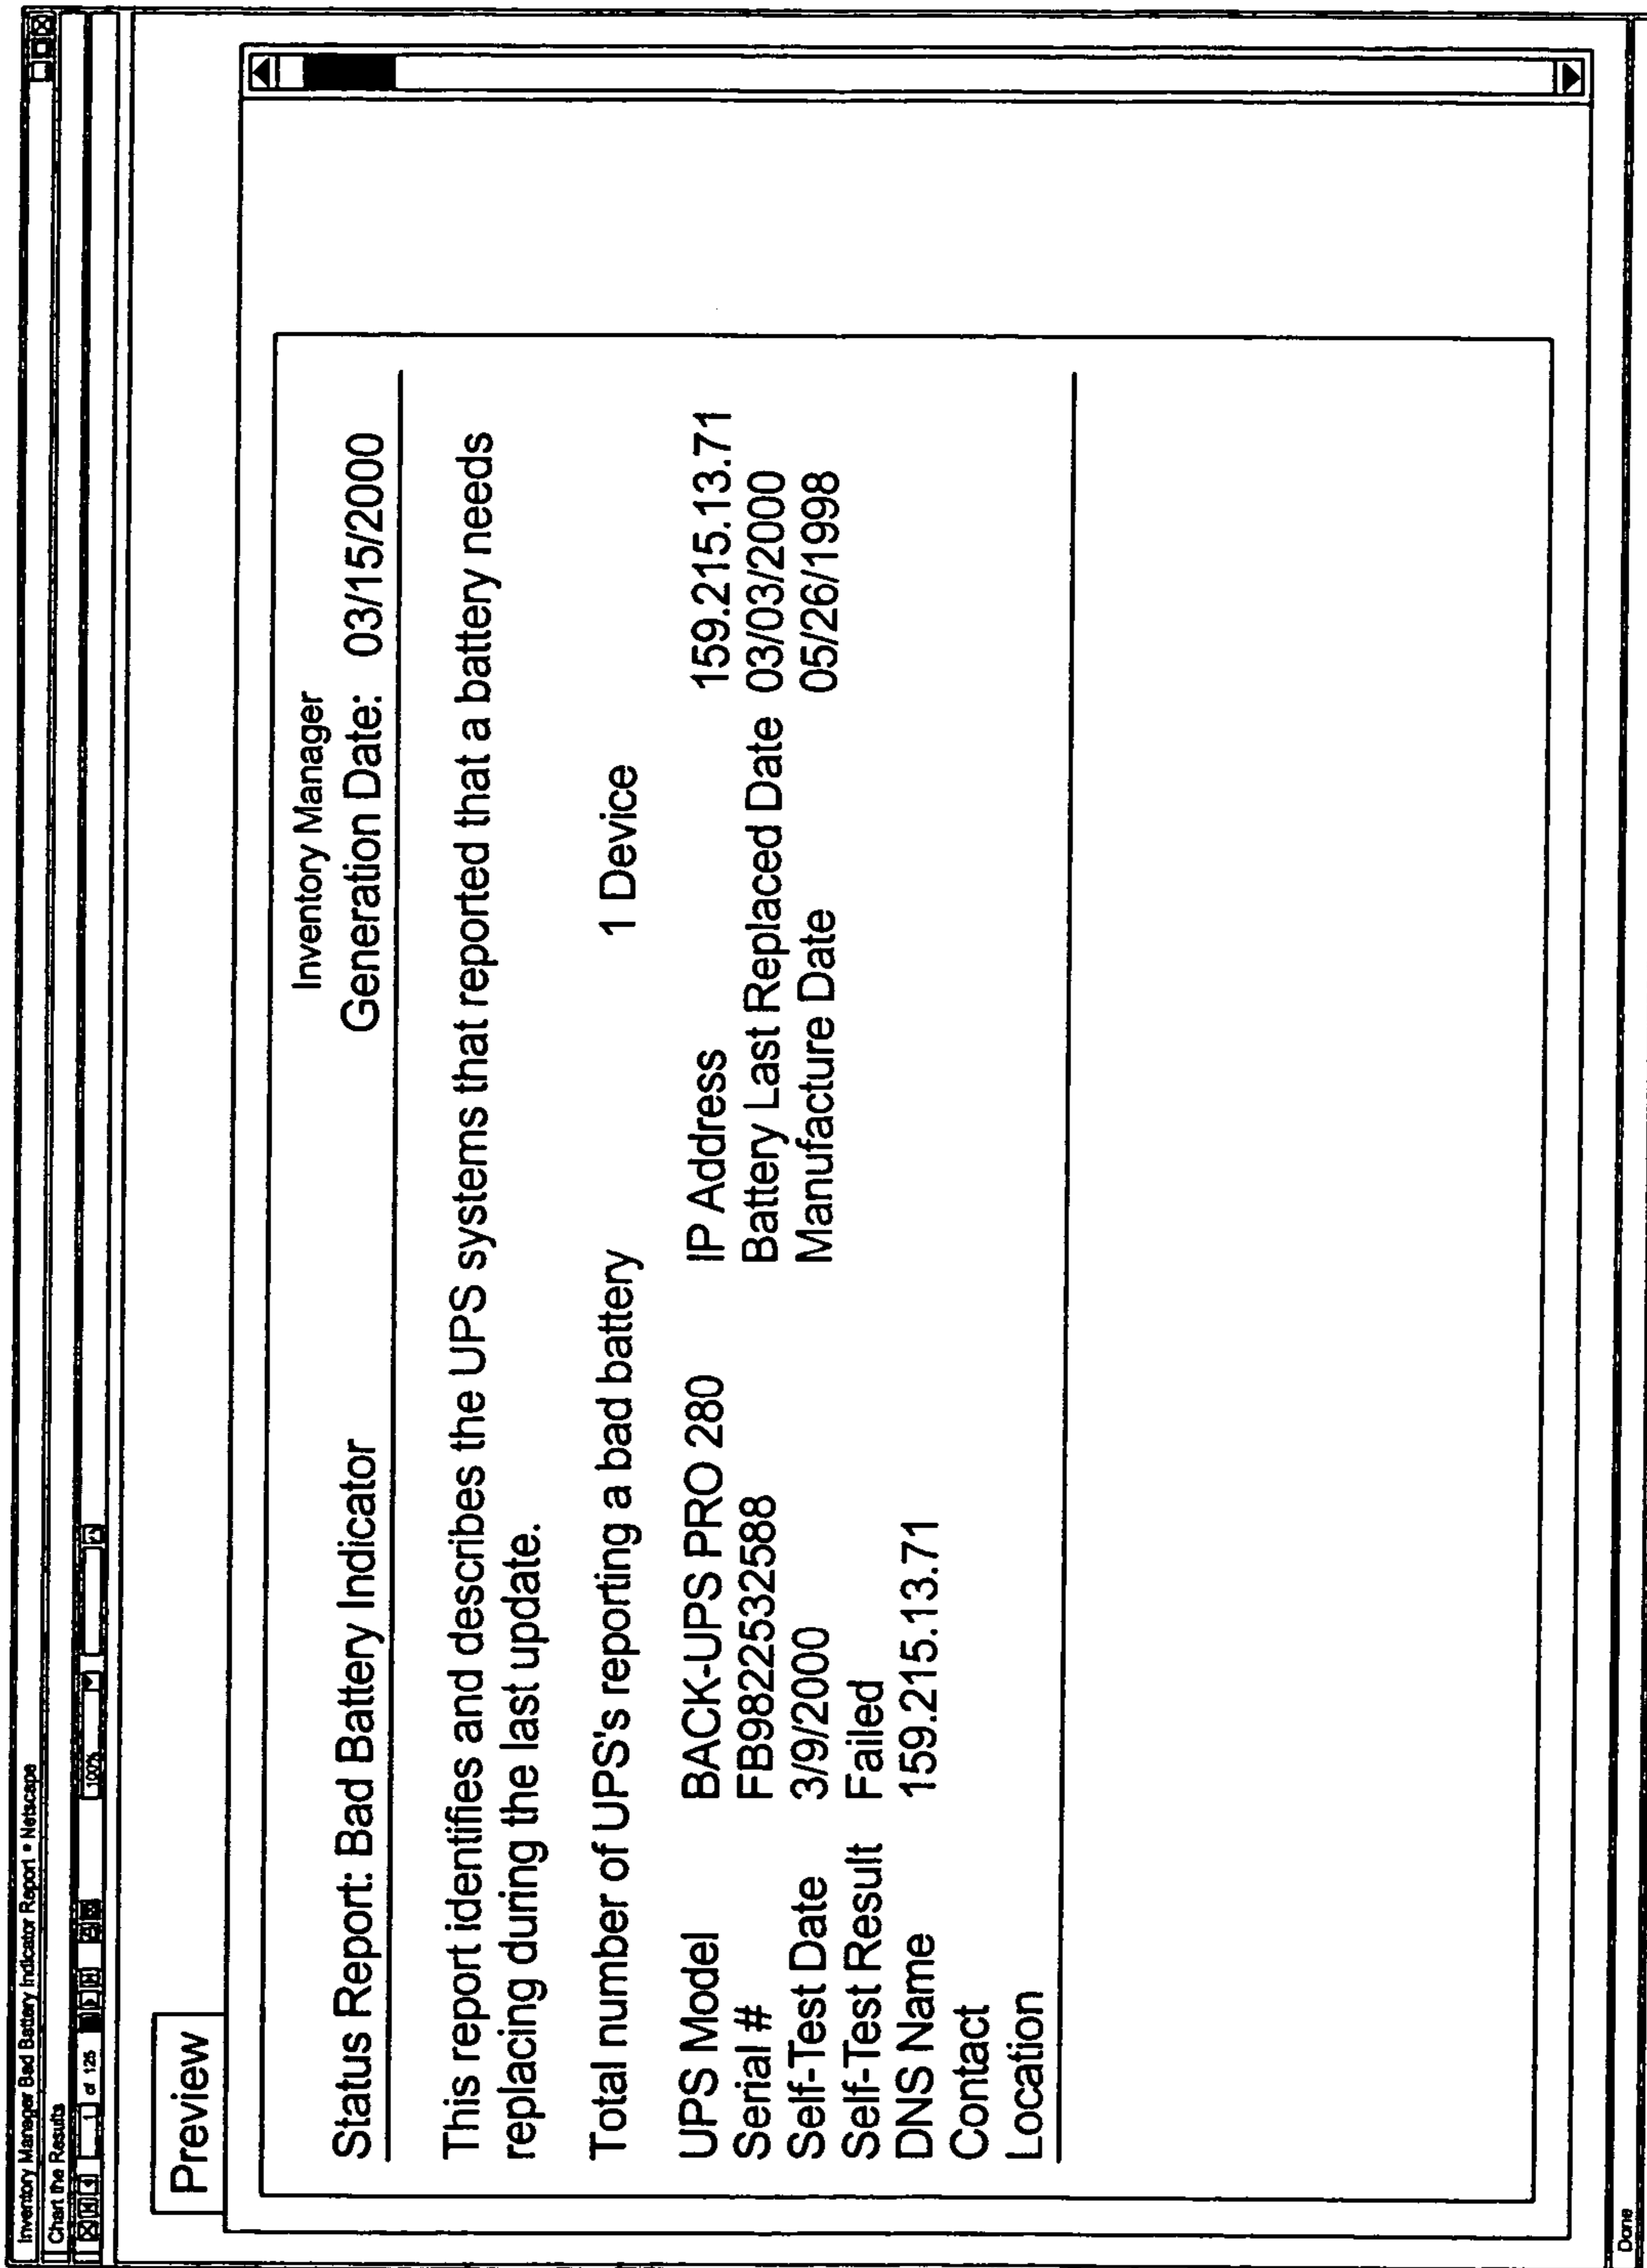 Inventory Manager Bad Battery Indicator Report * Netscape
Chart the Results
1 of 125 100%
Preview
Inventory Manager
Status Report: Bad Battery Indicator Generation Date: 03/15/2000
This report identifies and describes the UPS systems that reported that a battery needs
replacing during the last update.
Total number of UPS's reporting a bad battery 1 Device
UPS Model BACK-UPS PRO 280 IP Address 159.215.13.71
Serial # FB9822532588 Battery Last Replaced Date 03/03/2000
Self-Test Date 3/9/2000 Manufacture Date 05/26/1998
Self-Test Result Failed
DNS Name 159.215.13.71
Contact
Location
Done